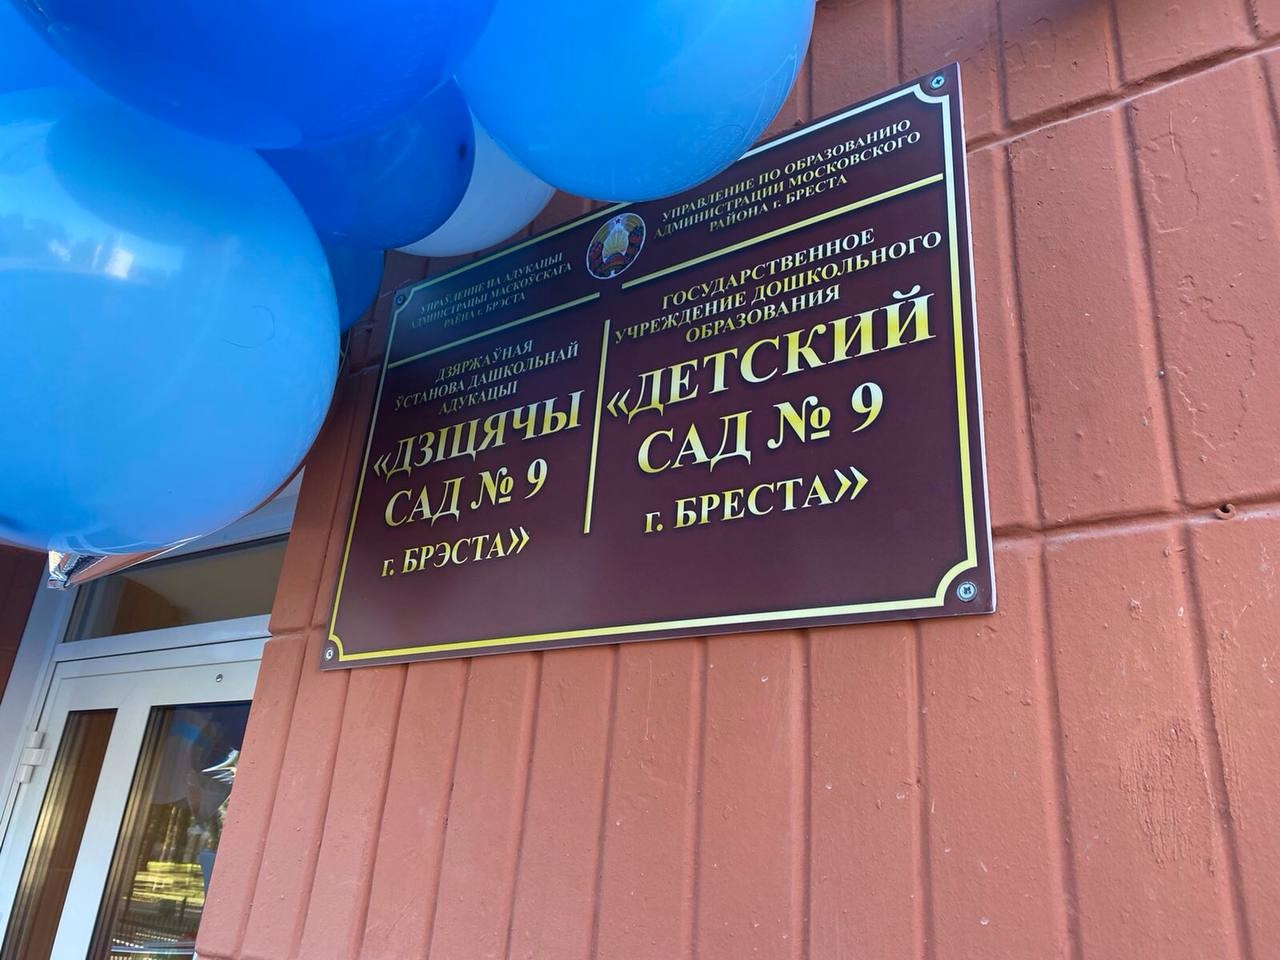 УПРАЎЛЕННЕ ПА АДУКАЦЫІ
АДМІНІСТРАЦЫІ МАСКОЎСКАГА
РАЁНА г. БРЭСТА
ДЗЯРЖАЎНАЯ
ЎСТАНОВА ДАШКОЛЬНАЙ
АДУКАЦЫІ
«ДЗІЦЯЧЫ
САД № 9
г. БРЭСТА»
УПРАВЛЕНИЕ ПО ОБРАЗОВАНИЮ
АДМИНИСТРАЦИИ МОСКОВСКОГО
РАЙОНА г. БРЕСТА
ГОСУДАРСТВЕННОЕ
УЧРЕЖДЕНИЕ ДОШКОЛЬНОГО
ОБРАЗОВАНИЯ
«ДЕТСКИЙ
САД № 9
г. БРЕСТА»